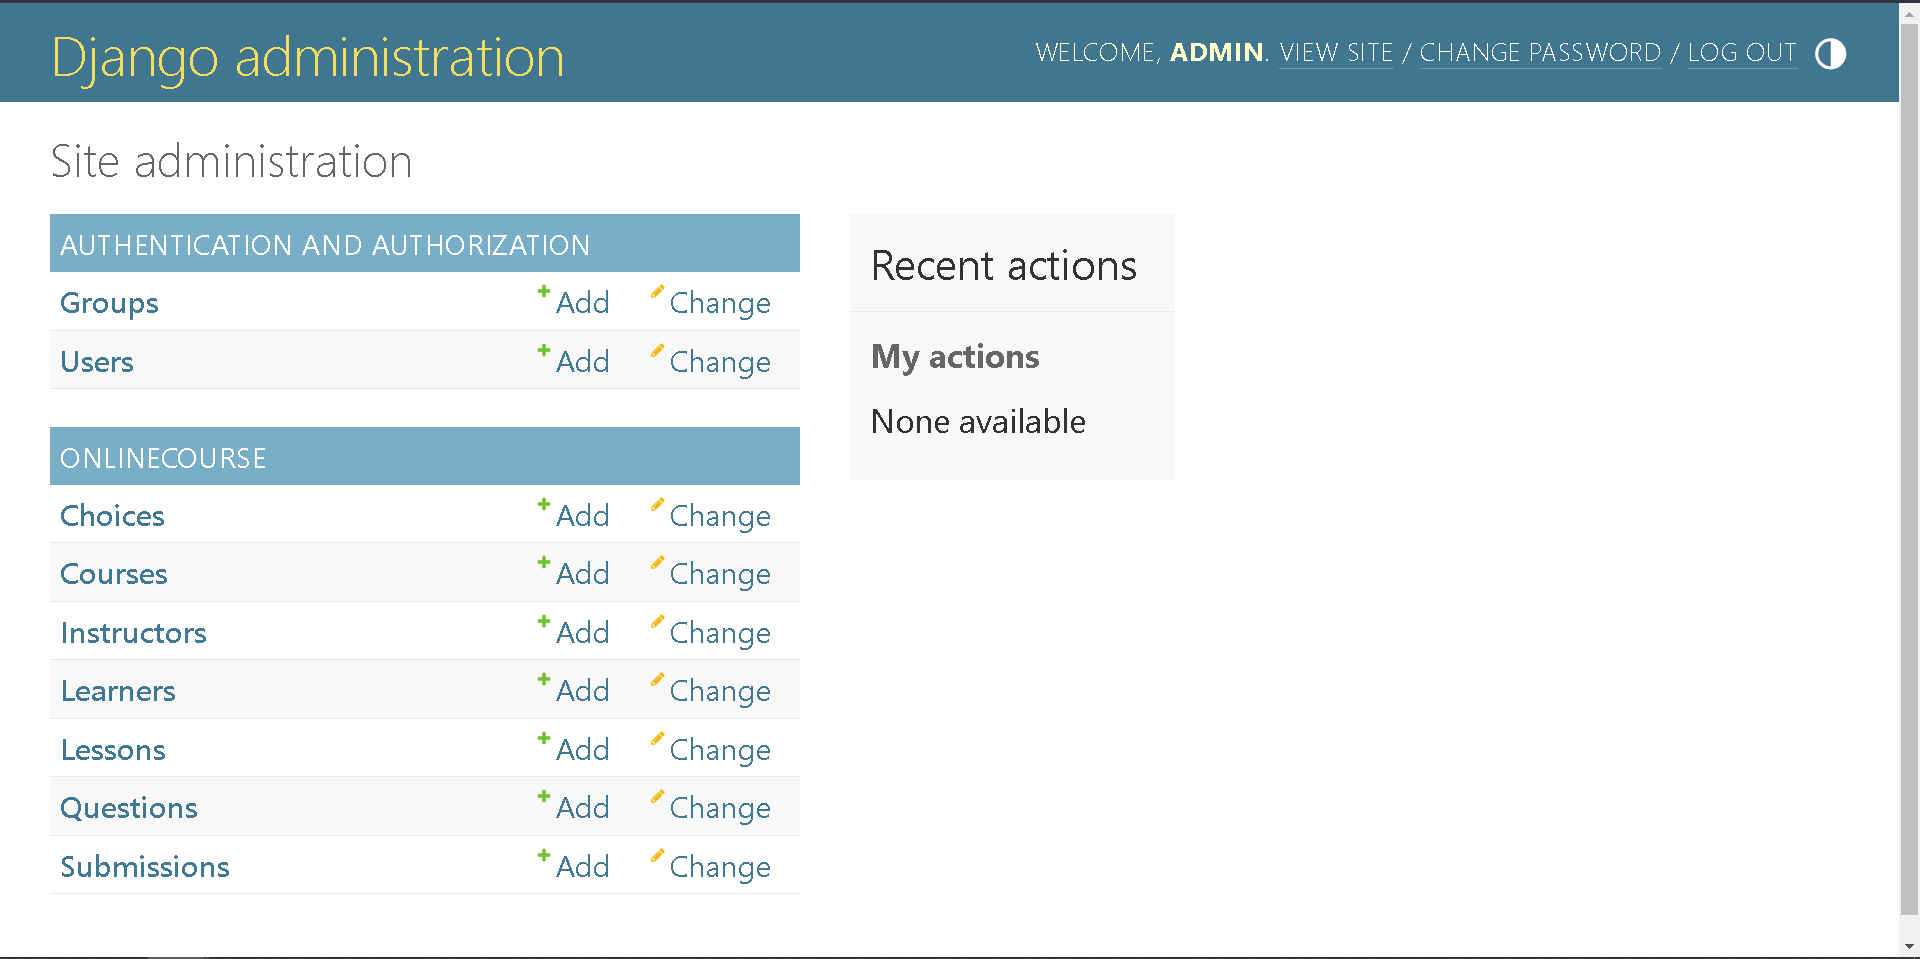 Django administration
WELCOME, ADMIN. VIEW SITE / CHANGE PASSWORD / LOG OUT
Site administration
AUTHENTICATION AND AUTHORIZATION
Groups Add Change
Users Add Change
ONLINECOURSE
Choices Add Change
Courses Add Change
Instructors Add Change
Learners Add Change
Lessons Add Change
Questions Add Change
Submissions Add Change
Recent actions
My actions
None available